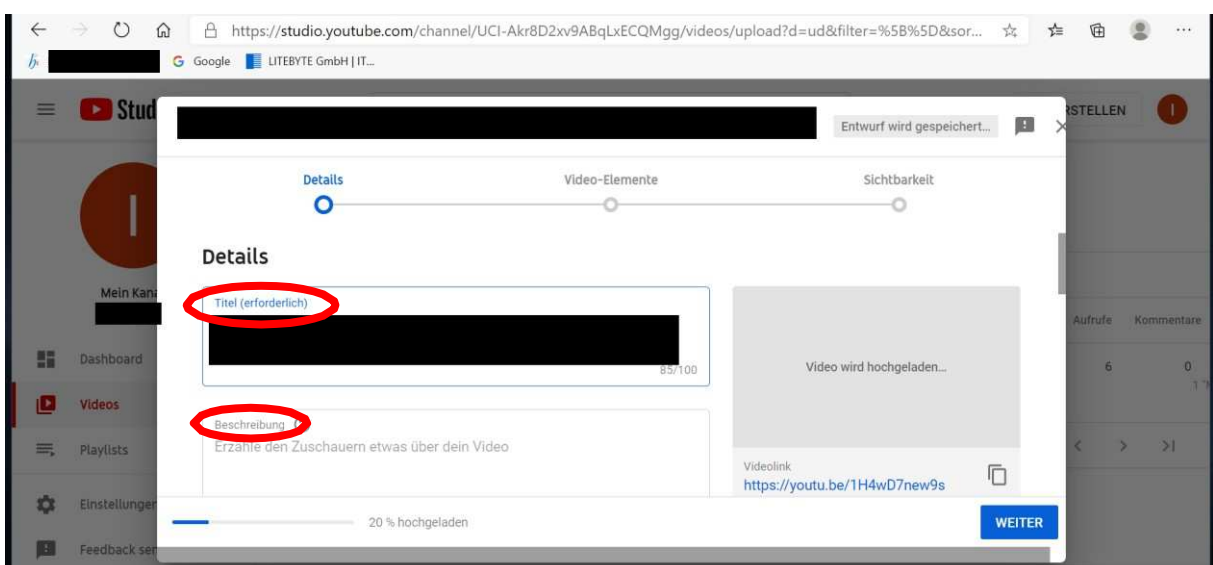 https://studio.youtube.com/channel/UCI-Akr8D2xv9ABqLxECQMgg/videos/upload?d=ud&filter=%5B%5D&sor...
Google LITEBYTE GmbH | IT...
Stud
RSTELLEN
I
Entwurf wird gespeichert...
Details Video-Elemente Sichtbarkeit
I
Details
Mein Kana
Titel (erforderlich)
85/100
Video wird hochgeladen...
Aufrufe Kommentare
Dashboard
6 0
Videos
Beschreibung
Erzähle den Zuschauern etwas über dein Video
Playlists
Videolink
https://youtu.be/1H4wD7new9s
Einstellungen
20 % hochgeladen
WEITER
Feedback sen